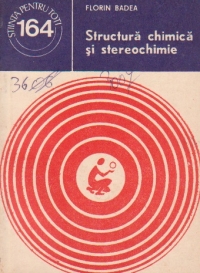 ȘTIINȚA PENTRU TOȚI
164
FLORIN BADEA
Structură chimică
și stereochimie